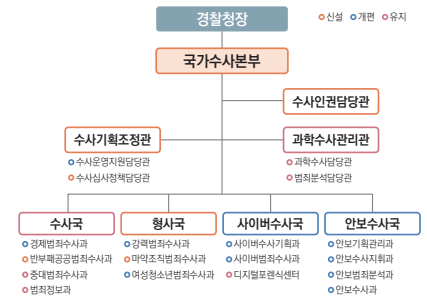 경찰청장
신설 개편 유지
국가수사본부
수사인권담당관
수사기획조정관
과학수사관리관
수사운영지원담당관
수사심사정책담당관
과학수사담당관
범죄분석담당관
수사국
경제범죄수사과
반부패공공범죄수사과
중대범죄수사과
범죄정보과
형사국
강력범죄수사과
마약조직범죄수사과
여성청소년범죄수사과
사이버수사국
사이버수사기획과
사이버범죄수사과
디지털포렌식센터
안보수사국
안보기획관리과
안보수사지휘과
안보범죄분석과
안보수사과